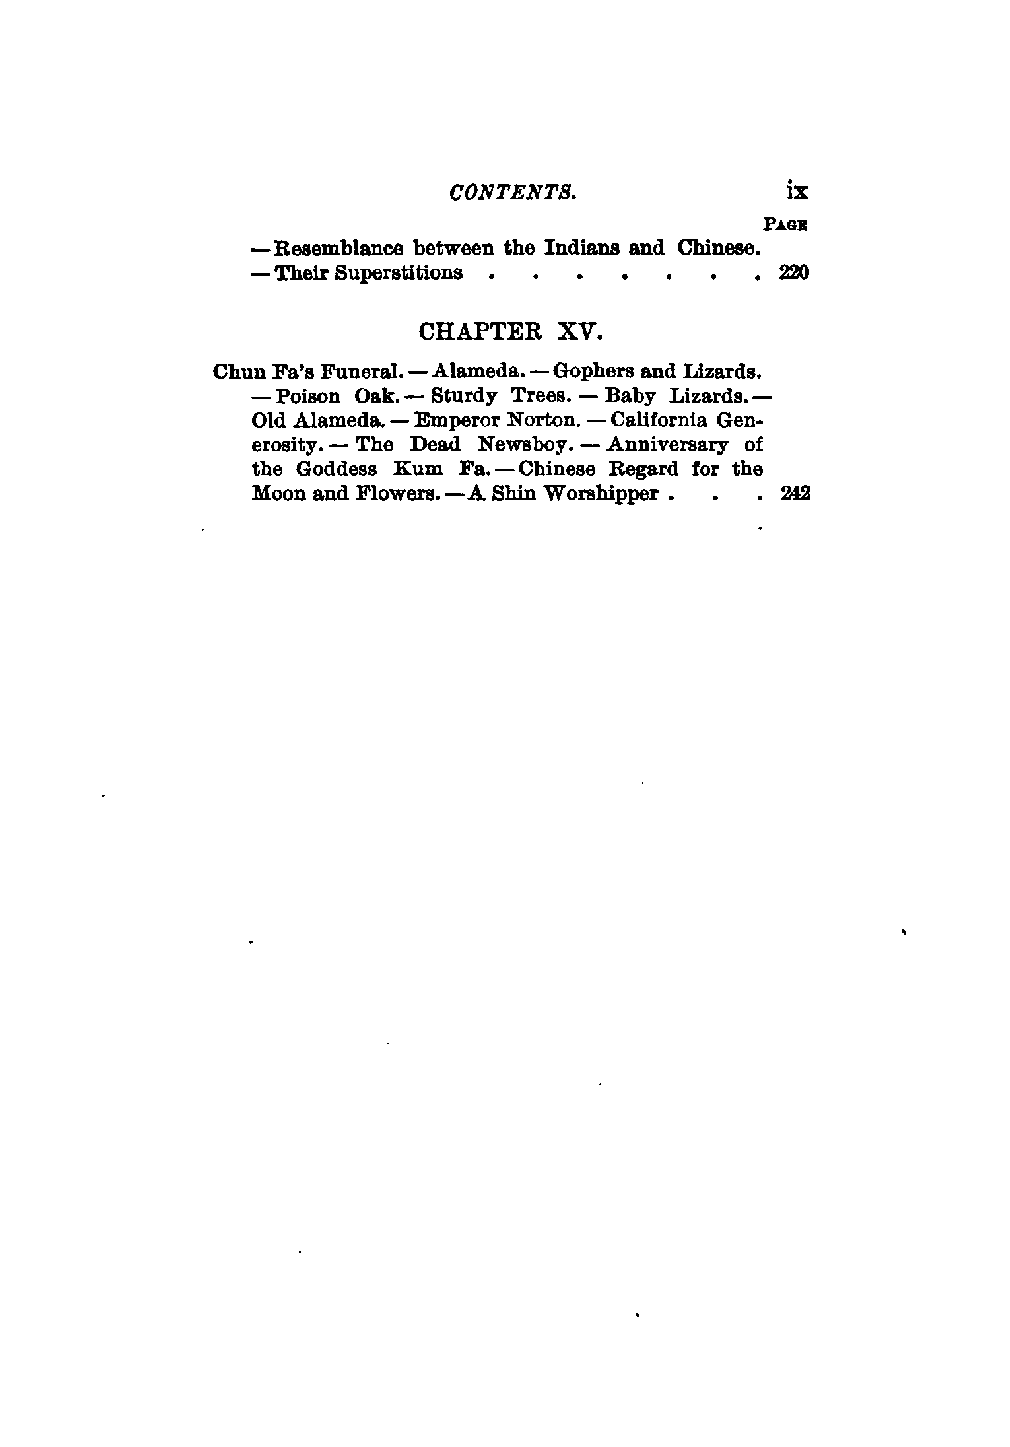 CONTENTS. ix
PAGE
—Resemblance between the Indians and Chinese.
—Their Superstitions . . . . . . . 220
CHAPTER XV.
Chun Fa's Funeral.—Alameda.—Gophers and Lizards.
—Poison Oak.—Sturdy Trees.—Baby Lizards.—
Old Alameda.—Emperor Norton.—California Gen-
erosity.—The Dead Newsboy.—Anniversary of
the Goddess Kum Fa.—Chinese Regard for the
Moon and Flowers.—A Shin Worshipper . . . 242